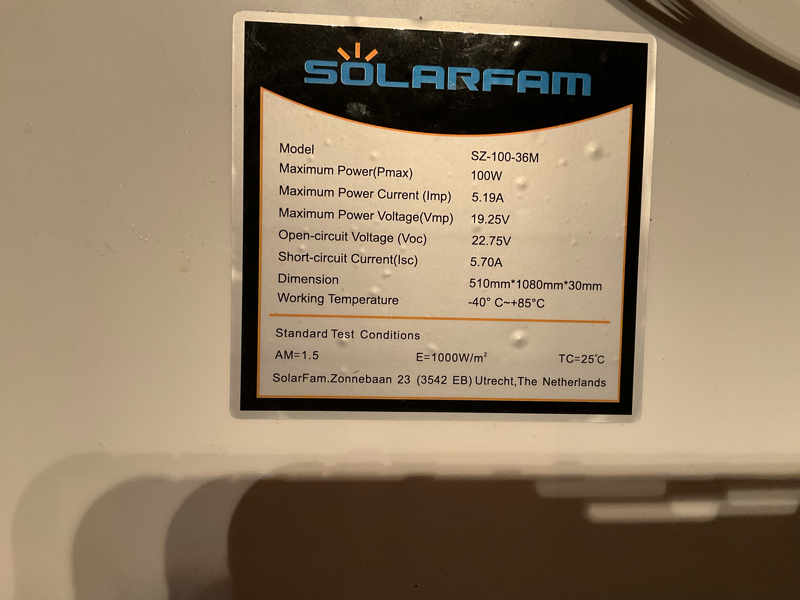 SOLARFAM
Model SZ-100-36M
Maximum Power(Pmax) 100W
Maximum Power Current (Imp) 5.19A
Maximum Power Voltage(Vmp) 19.25V
Open-circuit Voltage (Voc) 22.75V
Short-circuit Current(Isc) 5.70A
Dimension 510mm*1080mm*30mm
Working Temperature -40° C~+85°C
Standard Test Conditions
AM=1.5 E=1000W/m² TC=25°C
SolarFam.Zonnebaan 23 (3542 EB) Utrecht,The Netherlands